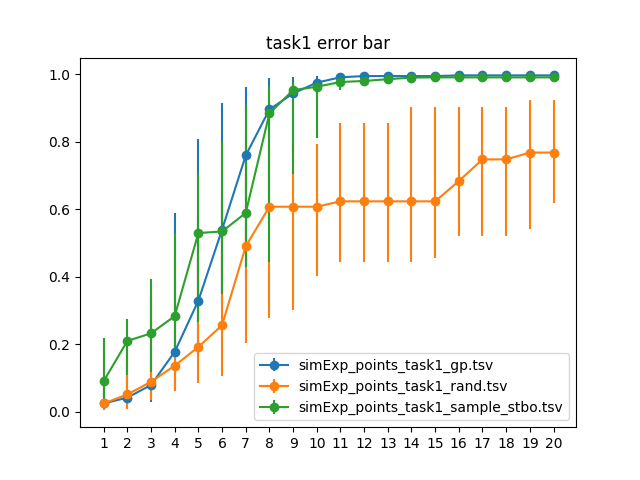 task1 error bar
1.0
0.8
0.6
0.4
0.2
0.0
simExp_points_task1_gp.tsv
simExp_points_task1_rand.tsv
simExp_points_task1_sample_stbo.tsv
1 2 3 4 5 6 7 8 9 10 11 12 13 14 15 16 17 18 19 20